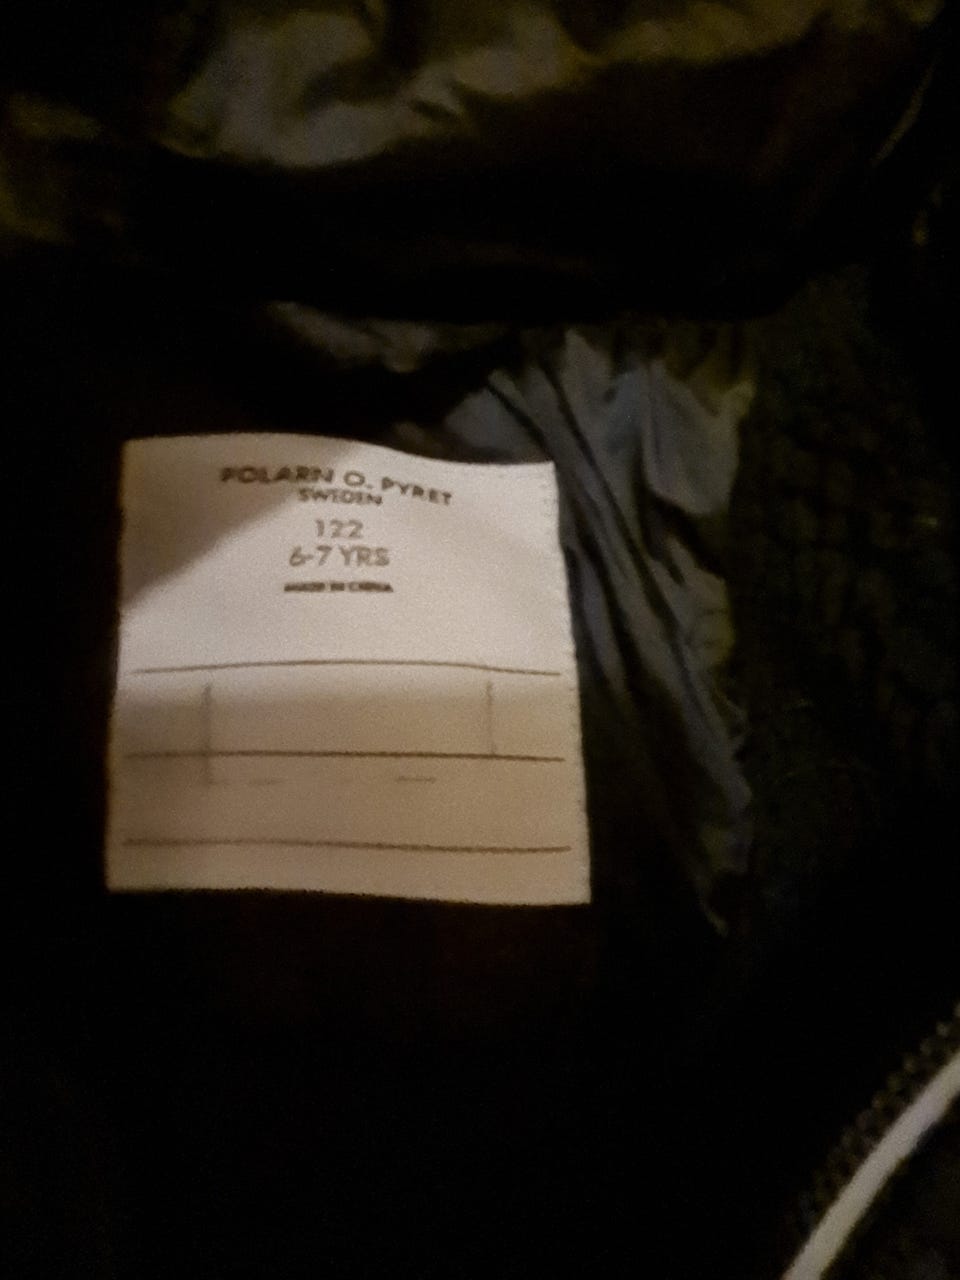 POLARN O. PYRET
SWEDEN
122
6-7 YRS
MADE IN CHINA